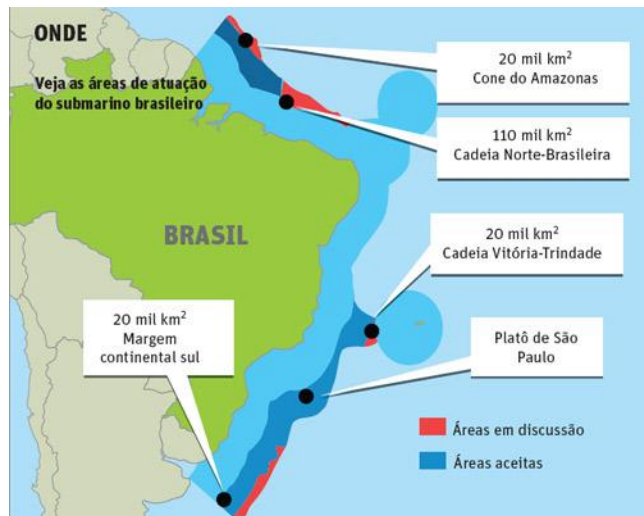 ONDE
Veja as áreas de atuação
do submarino brasileiro
20 mil km²
Cone do Amazonas
110 mil km²
Cadeia Norte-Brasileira
BRASIL
20 mil km²
Cadeia Vitória-Trindade
20 mil km²
Margem
continental sul
Platô de São
Paulo
Áreas em discussão
Áreas aceitas